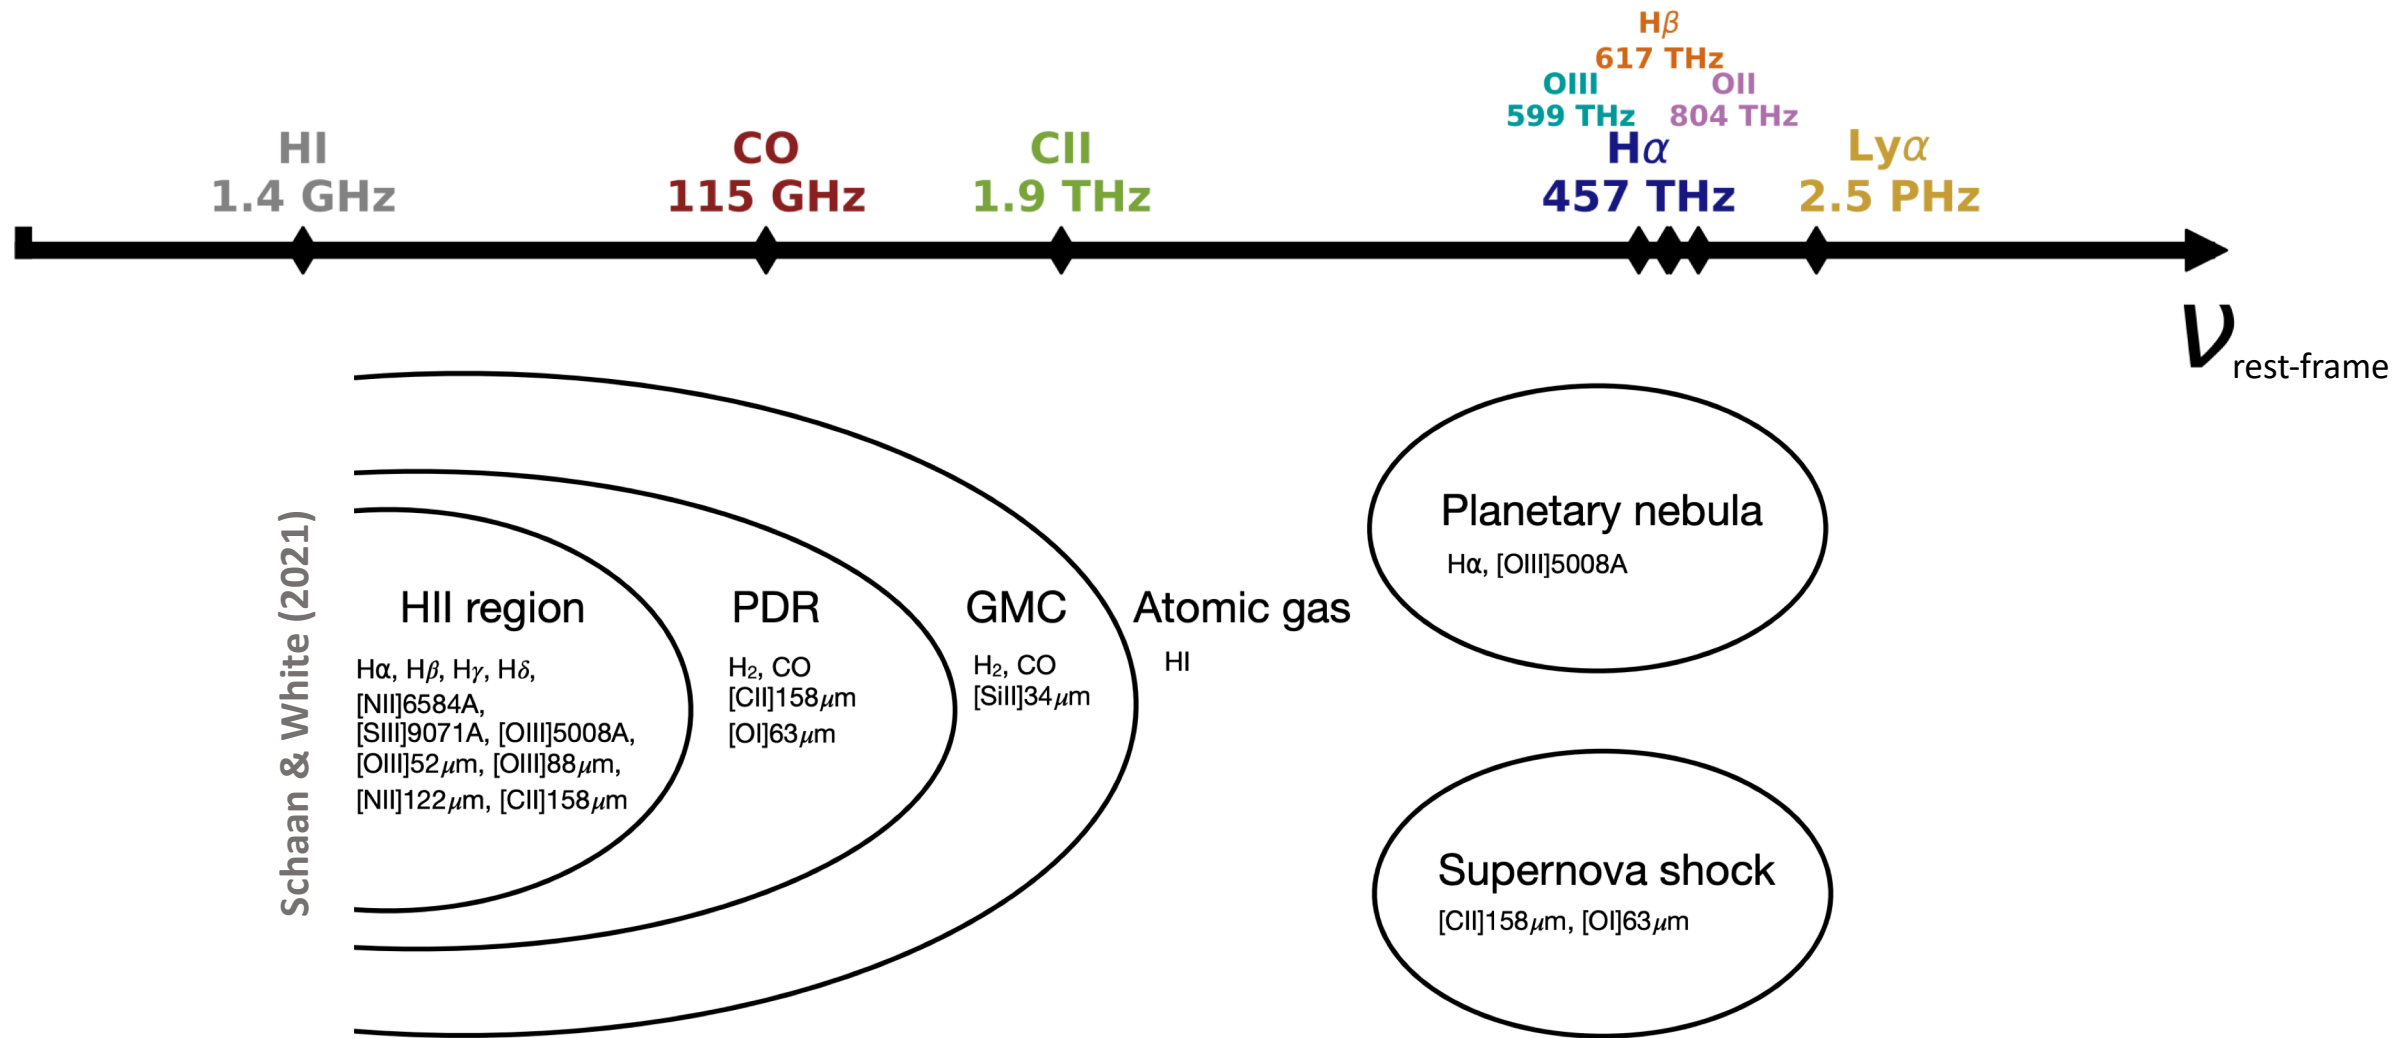 Hβ
617 THz
OIII
599 THz
OII
804 THz
HI
1.4 GHz
CO
115 GHz
CII
1.9 THz
Hα
457 THz
Lyα
2.5 PHz
ν rest-frame
Schaan & White (2021)
HII region
Hα, Hβ, Hγ, Hδ,
[NII]6584A,
[SIII]9071A, [OIII]5008A,
[OIII]52μm, [OIII]88μm,
[NII]122μm, [CII]158μm
PDR
H₂, CO
[CII]158μm
[OI]63μm
GMC
H₂, CO
[SiII]34μm
Atomic gas
HI
Planetary nebula
Hα, [OIII]5008A
Supernova shock
[CII]158μm, [OI]63μm